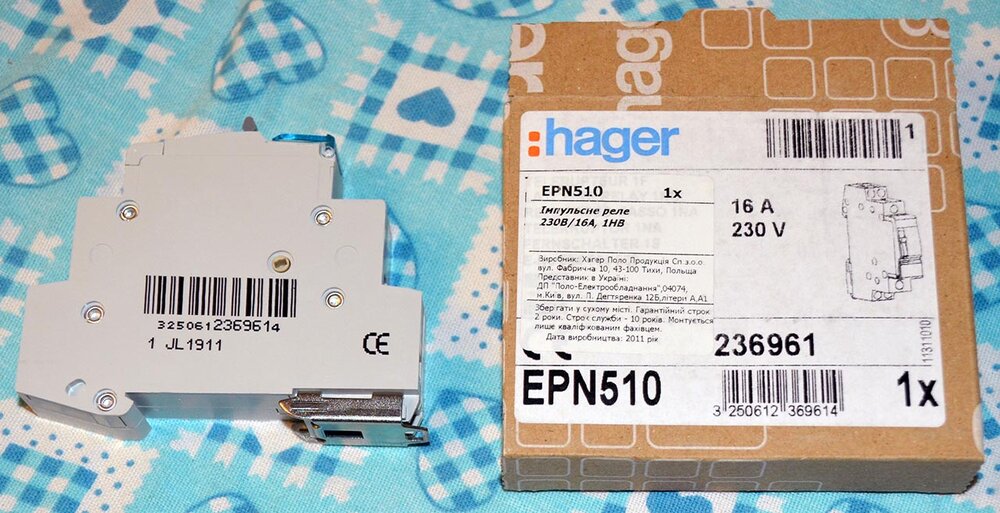 3250612369614
1 JL1911
CE
hager
:hager
1
EPN510 1x
Імпульсне реле
230В/16А, 1НВ
Виробник: Хагер Поло Продукція Сп.з.о.о.
вул. Фабрична 10, 43-100 Тихи, Польща
Представник в Україні:
ДП "Поло-Електрообладнання",04074,
м.Київ, вул. Л. Дегтяренка 12Б,літери А,А1
Зберігати у сухому місті. Гарантійний строк
2 роки. Строк служби - 10 років. Монтується
лише кваліфікованим фахівцем.
Дата виробництва: 2011 рік
16 A
230 V
236961
11311010
EPN510
3 250612 369614
1x